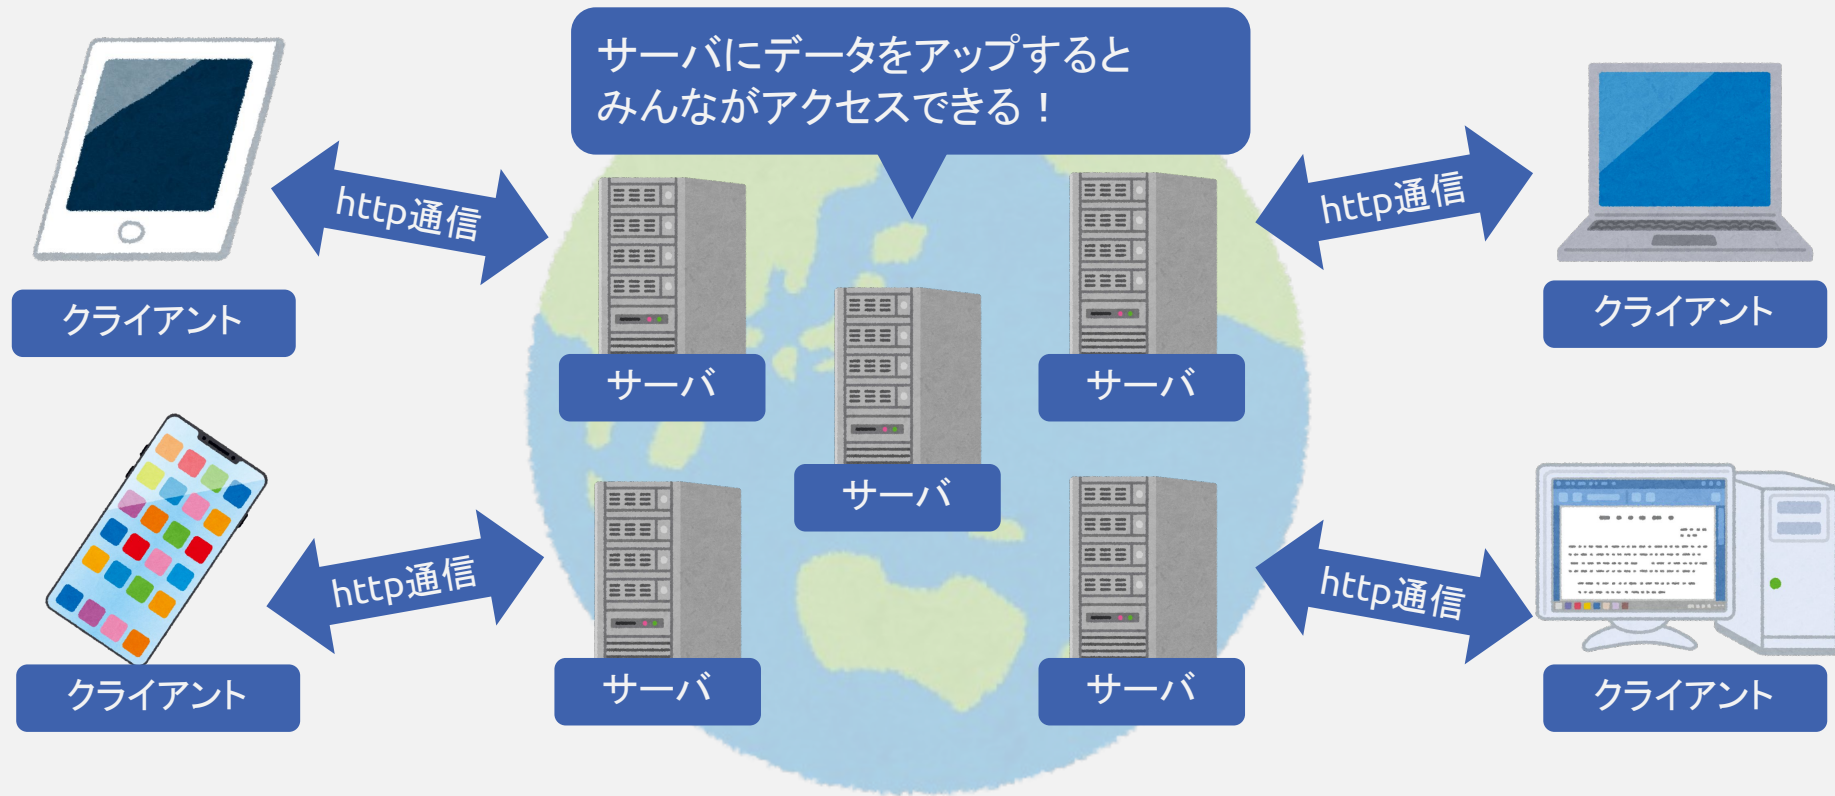 サーバにデータをアップすると
みんながアクセスできる！
http通信
http通信
クライアント
クライアント
サーバ
サーバ
サーバ
http通信
http通信
サーバ
サーバ
クライアント
クライアント